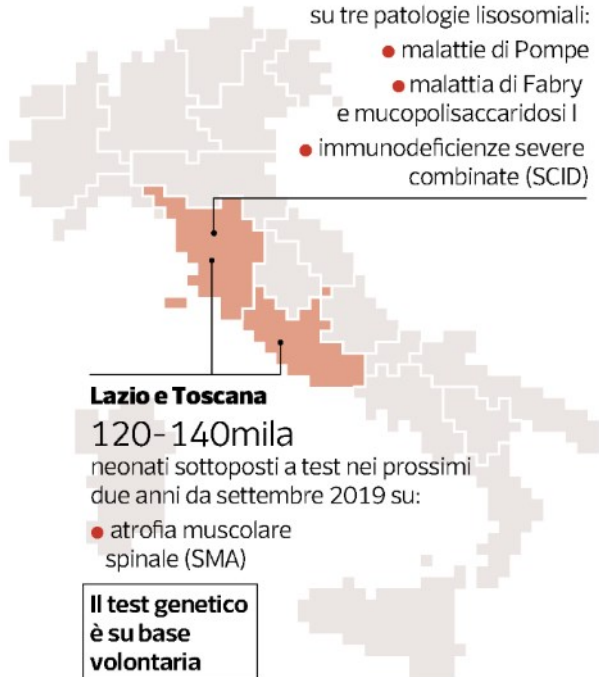 su tre patologie lisosomiali:
● malattie di Pompe
● malattia di Fabry
e mucopolisaccaridosi I
● immunodeficienze severe
combinate (SCID)
Lazio e Toscana
120-140mila
neonati sottoposti a test nei prossimi
due anni da settembre 2019 su:
● atrofia muscolare
spinale (SMA)
Il test genetico
è su base
volontaria